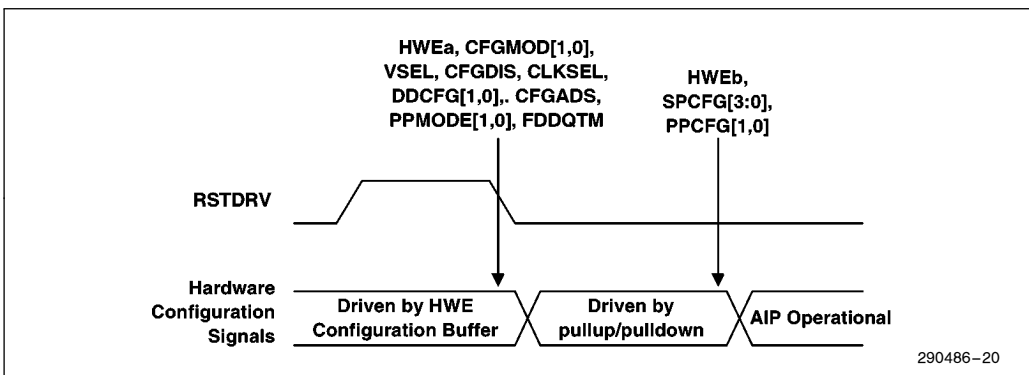 HWEa, CFGMOD[1,0],
VSEL, CFGDIS, CLKSEL,
DDCFG[1,0],. CFGADS,
PPMODE[1,0], FDDQTM
HWEb,
SPCFG[3:0],
PPCFG[1,0]
RSTDRV
Hardware
Configuration
Signals
Driven by HWE
Configuration Buffer
Driven by
pullup/pulldown
AIP Operational
290486–20